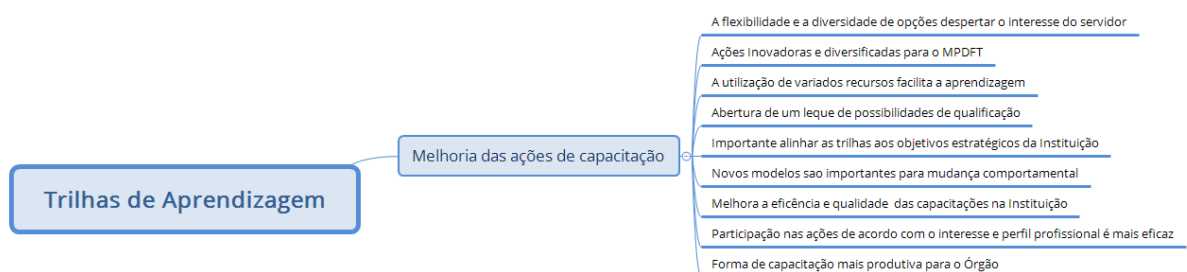 Trilhas de Aprendizagem
Melhoria das ações de capacitação
A flexibilidade e a diversidade de opções despertar o interesse do servidor
Ações Inovadoras e diversificadas para o MPDFT
A utilização de variados recursos facilita a aprendizagem
Abertura de um leque de possibilidades de qualificação
Importante alinhar as trilhas aos objetivos estratégicos da Instituição
Novos modelos sao importantes para mudança comportamental
Melhora a eficência e qualidade das capacitações na Instituição
Participação nas ações de acordo com o interesse e perfil profissional é mais eficaz
Forma de capacitação mais produtiva para o Órgão